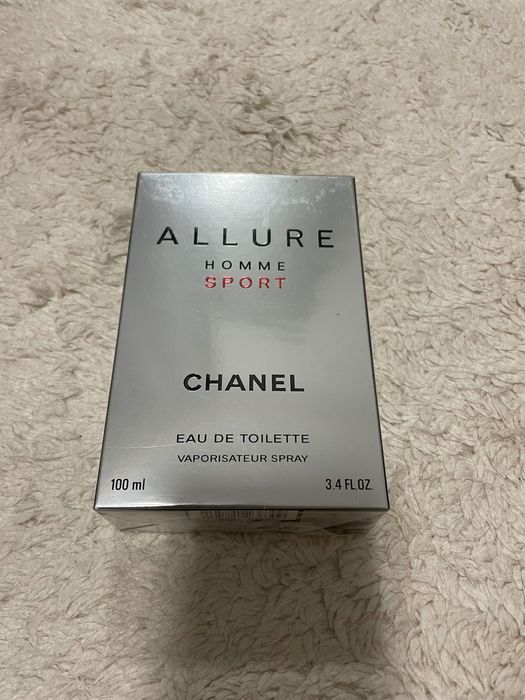 ALLURE
HOMME
SPORT
CHANEL
EAU DE TOILETTE
VAPORISATEUR SPRAY
100 ml 3.4 FL.OZ.